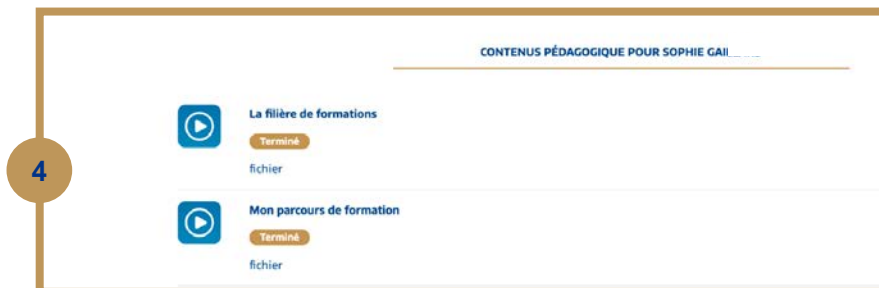 CONTENUS PÉDAGOGIQUE POUR SOPHIE
La filière de formations
Terminé
fichier
4
Mon parcours de formation
Terminé
fichier